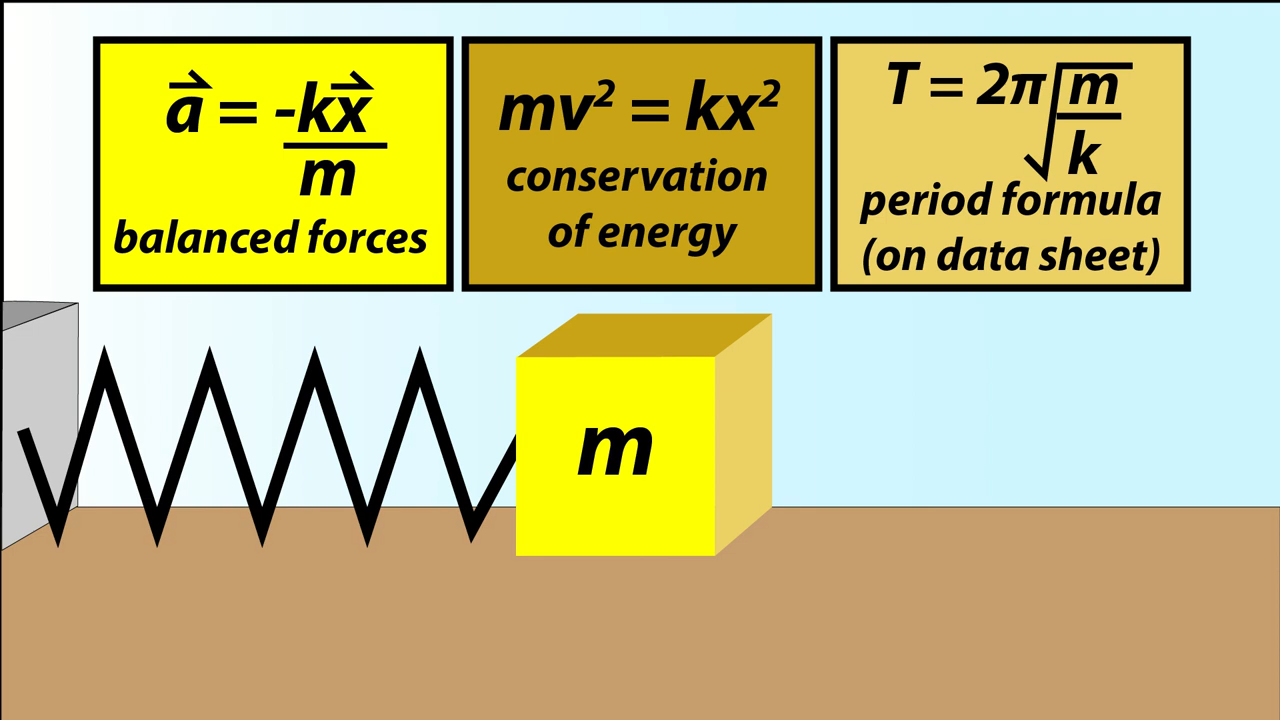 a⃗ = -kx⃗
m
balanced forces
mv² = kx²
conservation
of energy
T = 2π√m
k
period formula
(on data sheet)
m